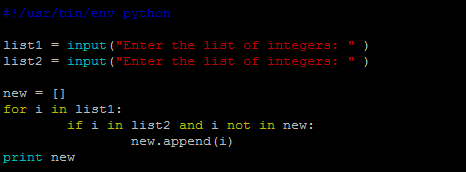 #!/usr/bin/env python
list1 = input("Enter the list of integers: " )
list2 = input("Enter the list of integers: " )
new = []
for i in list1:
if i in list2 and i not in new:
new.append(i)
print new